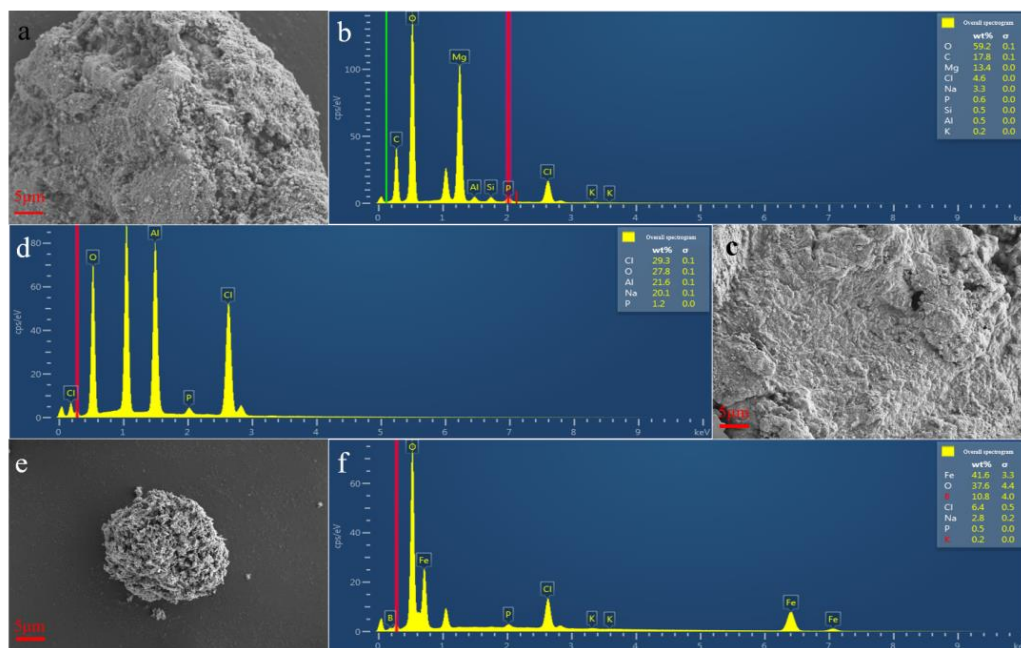 a
5μm
b
cps/eV
100
50
0
C
O
Mg
Al
Si
P
Cl
K
K
0
1
2
3
4
5
6
7
8
9
keV
Overall spectrogram
wt% σ
O 59.2 0.1
C 17.8 0.1
Mg 13.4 0.0
Cl 4.6 0.0
Na 3.3 0.0
P 0.6 0.0
Si 0.5 0.0
Al 0.5 0.0
K 0.2 0.0
d
cps/eV
80
60
40
20
0
Cl
O
Al
P
Cl
0
1
2
3
4
5
6
7
8
9
keV
Overall spectrogram
wt% σ
Cl 29.3 0.1
O 27.8 0.1
Al 21.6 0.1
Na 20.1 0.1
P 1.2 0.0
c
5μm
e
5μm
f
cps/eV
60
40
20
0
B
O
Fe
P
Cl
K
K
Fe
Fe
0
1
2
3
4
5
6
7
8
9
Overall spectrogram
wt% σ
Fe 41.6 3.3
O 37.6 4.4
B 10.8 4.0
Cl 6.4 0.5
Na 2.8 0.2
P 0.5 0.0
K 0.2 0.0